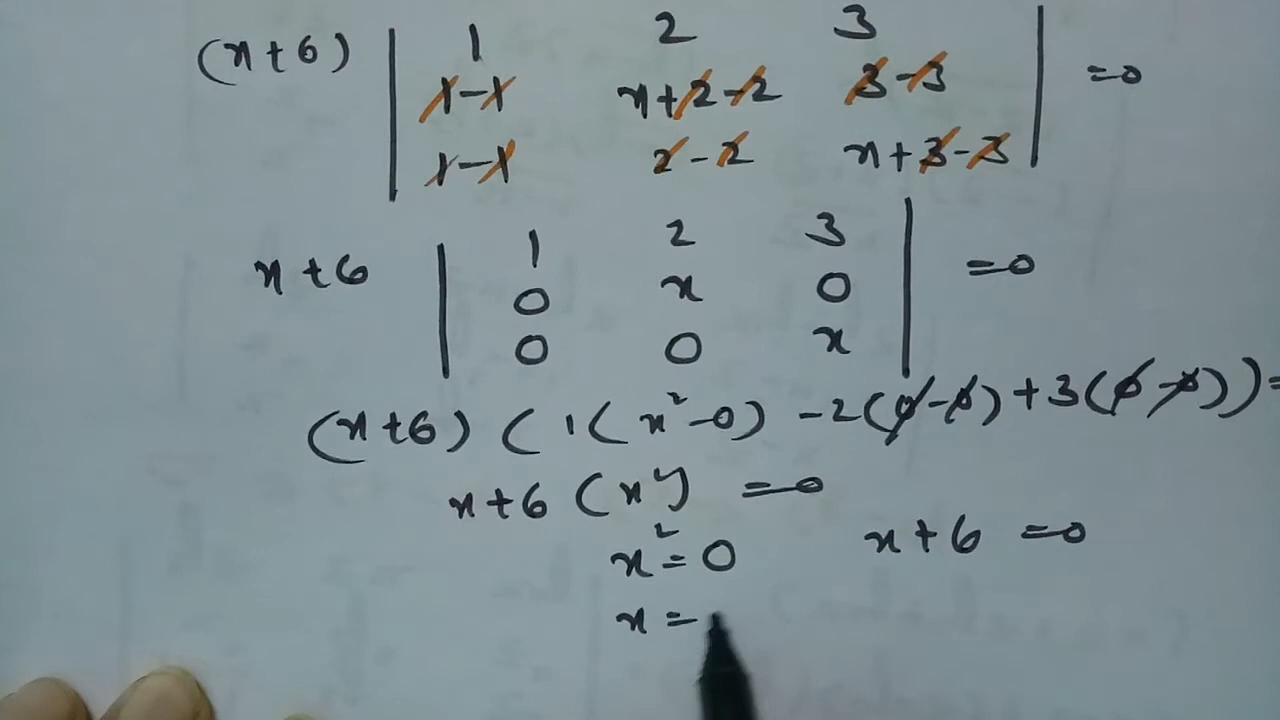 (x+6) | 1 2 3 |
| 1-1 x+2-2 3-3 | =0
| 1-1 2-2 x+3-3 |
| 1 2 3 |
x+6 | 0 x 0 | =0
| 0 0 x |
(x+6) ( 1( x²-0) -2(0-0) +3(0-0)) =
x+6 (x²) =0
x² = 0 x+6 =0
x =